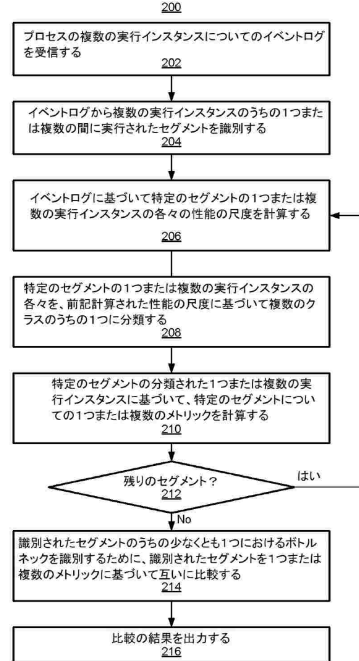 200
プロセスの複数の実行インスタンスについてのイベントログ
を受信する
202
イベントログから複数の実行インスタンスのうちの1つまた
は複数の間に実行されたセグメントを識別する
204
イベントログに基づいて特定のセグメントの1つまたは複
数の実行インスタンスの各々の性能の尺度を計算する
206
特定のセグメントの1つまたは複数の実行インスタンスの
各々を、前記計算された性能の尺度に基づいて複数のク
ラスのうちの1つに分類する
208
特定のセグメントの分類された1つまたは複数の実
行インスタンスに基づいて、特定のセグメントについ
ての1つまたは複数のメトリックを計算する
210
残りのセグメント?
212
はい
No
識別されたセグメントのうちの少なくとも1つにおけるボトル
ネックを識別するために、識別されたセグメントを1つまたは
複数のメトリックに基づいて互いに比較する
214
比較の結果を出力する
216